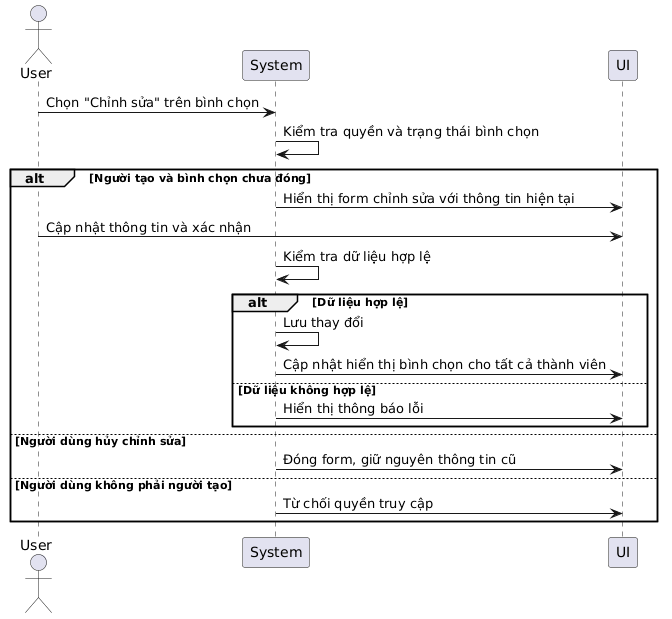 User
System
UI
Chọn "Chỉnh sửa" trên bình chọn
Kiểm tra quyền và trạng thái bình chọn
alt
[Người tạo và bình chọn chưa đóng]
Hiển thị form chỉnh sửa với thông tin hiện tại
Cập nhật thông tin và xác nhận
Kiểm tra dữ liệu hợp lệ
alt
[Dữ liệu hợp lệ]
Lưu thay đổi
Cập nhật hiển thị bình chọn cho tất cả thành viên
[Dữ liệu không hợp lệ]
Hiển thị thông báo lỗi
[Người dùng hủy chỉnh sửa]
Đóng form, giữ nguyên thông tin cũ
[Người dùng không phải người tạo]
Từ chối quyền truy cập
User
System
UI